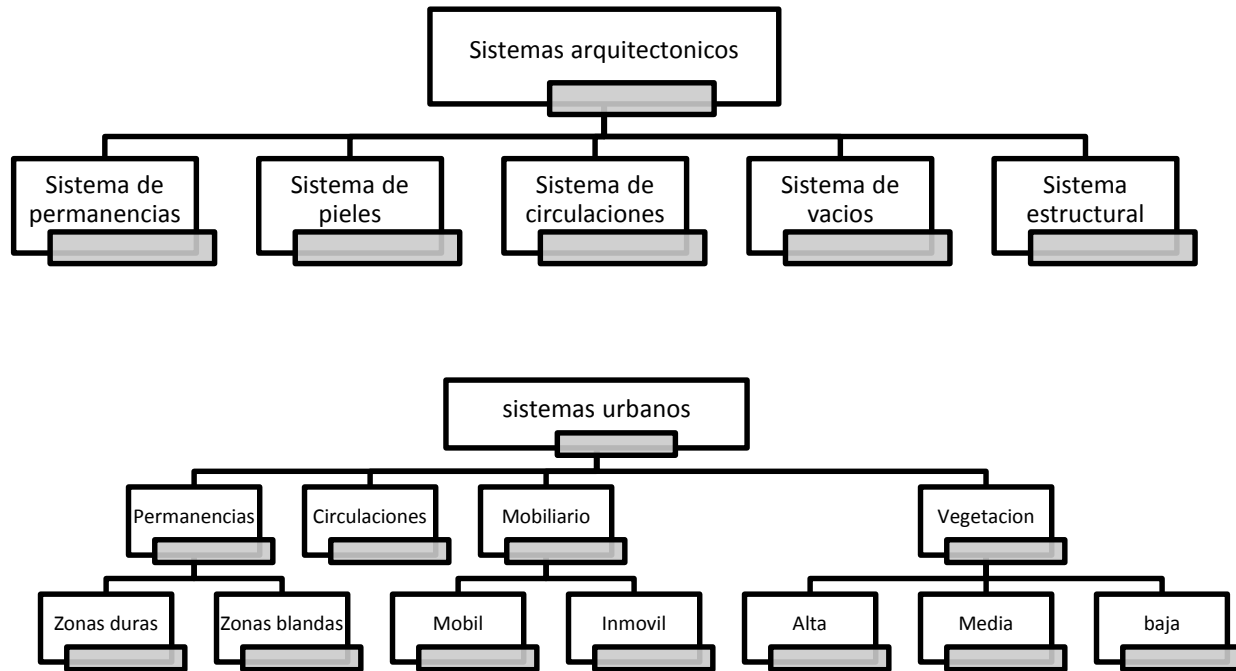 Sistemas arquitectonicos
Sistema de
permanencias
Sistema de
pieles
Sistema de
circulaciones
Sistema de
vacios
Sistema
estructural
sistemas urbanos
Permanencias
Circulaciones
Mobiliario
Vegetacion
Zonas duras
Zonas blandas
Mobil
Inmovil
Alta
Media
baja